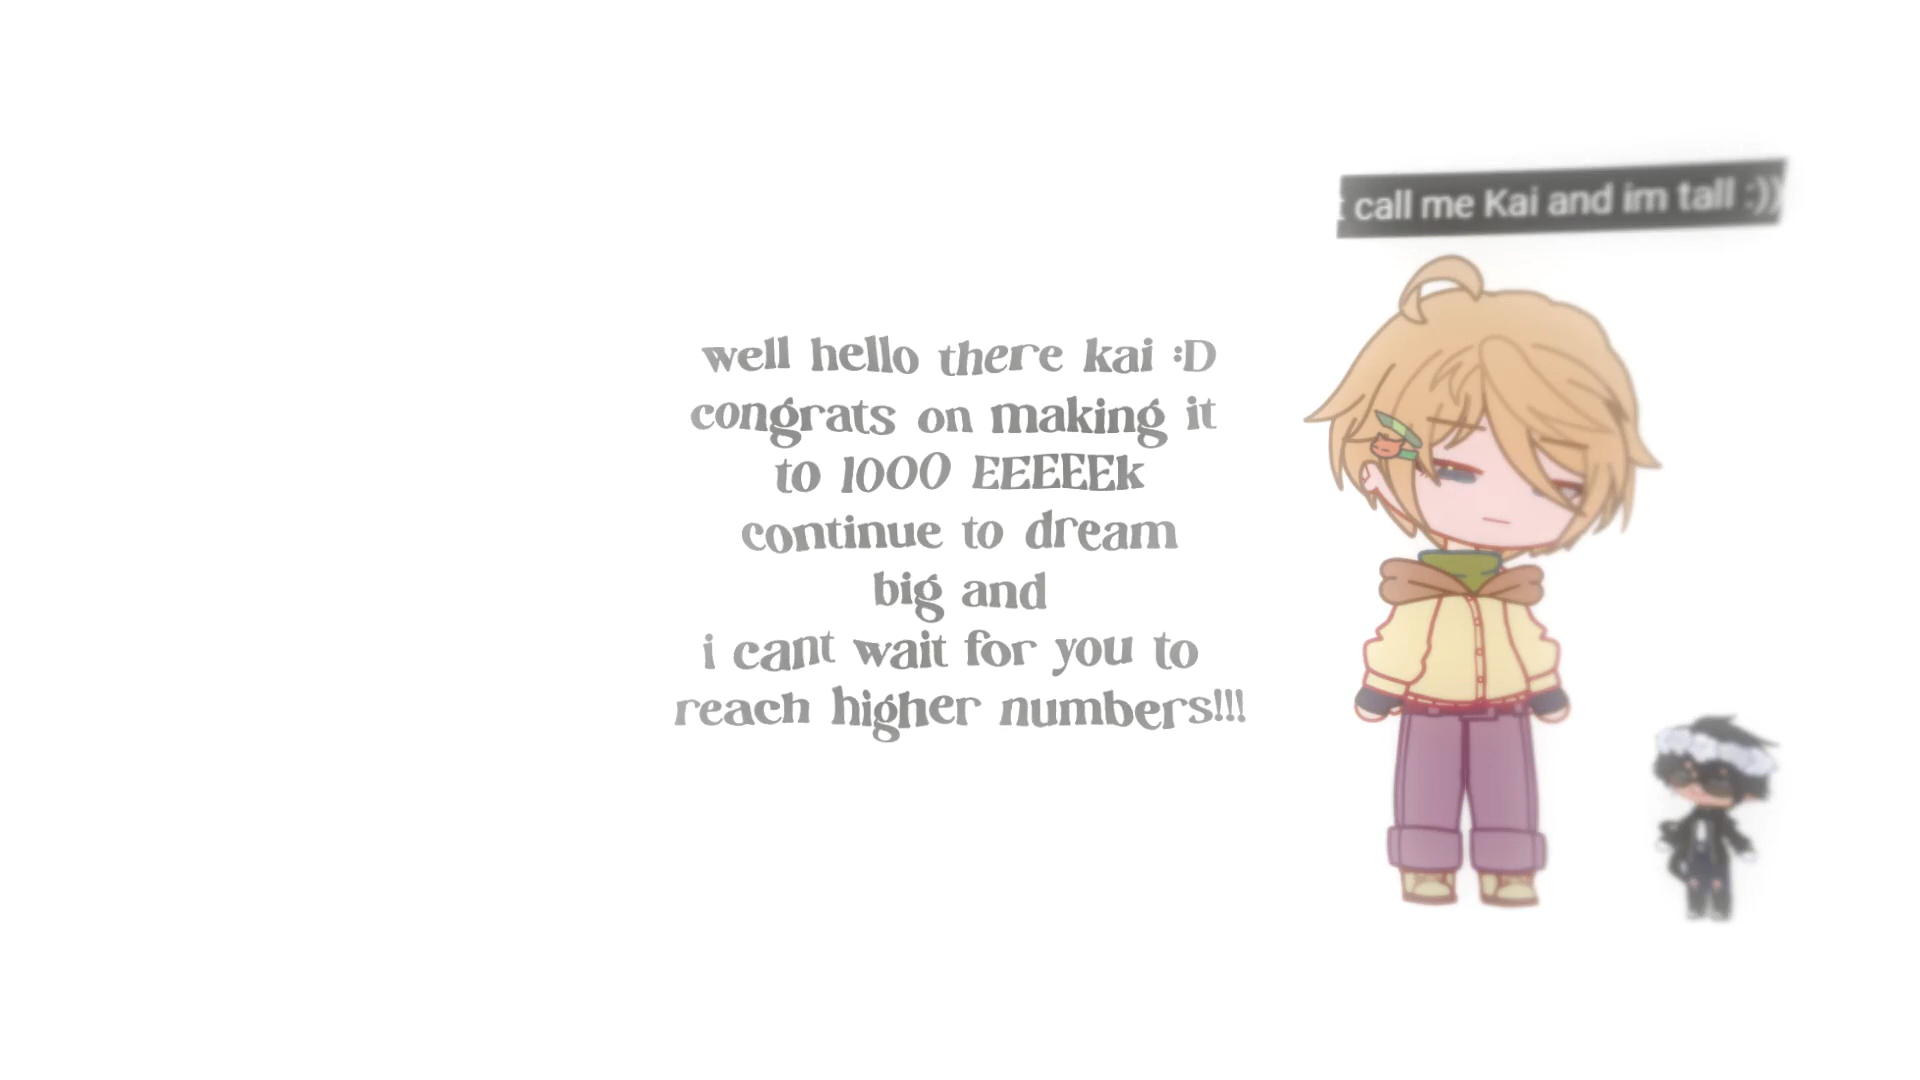 call me Kai and im tall :))
well hello there kai :D
congrats on making it
to 1000 EEEEEk
continue to dream
big and
i cant wait for you to
reach higher numbers!!!